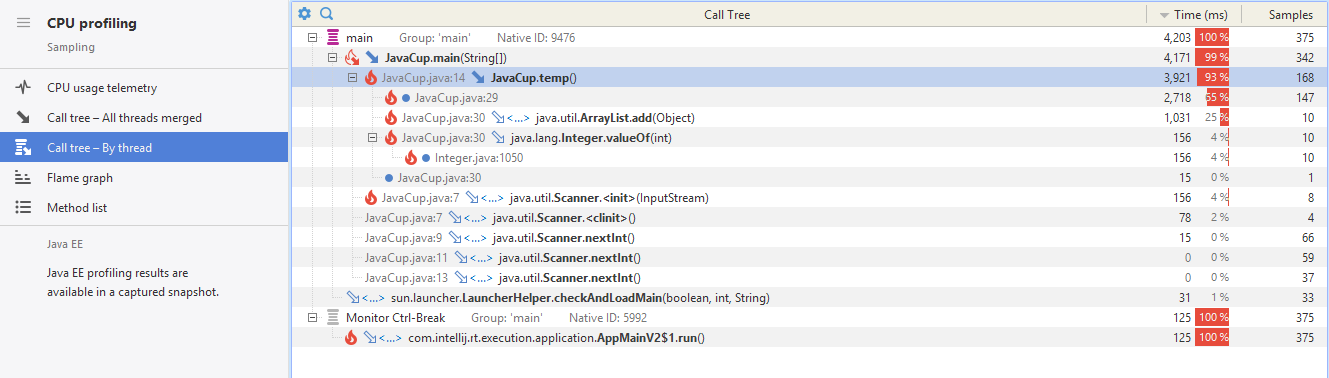 CPU profiling
Sampling
CPU usage telemetry
Call tree – All threads merged
Call tree – By thread
Flame graph
Method list
Java EE
Java EE profiling results are
available in a captured snapshot.
Call Tree Time (ms) Samples
main Group: 'main' Native ID: 9476 4,203 100 % 375
JavaCup.main(String[]) 4,171 99 % 342
JavaCup.java:14 JavaCup.temp() 3,921 93 % 168
JavaCup.java:29 2,718 65 % 147
JavaCup.java:30 <...> java.util.ArrayList.add(Object) 1,031 25 % 10
JavaCup.java:30 java.lang.Integer.valueOf(int) 156 4 % 10
Integer.java:1050 156 4 % 10
JavaCup.java:30 15 0 % 1
JavaCup.java:7 <...> java.util.Scanner.<init>(InputStream) 156 4 % 8
JavaCup.java:7 <...> java.util.Scanner.<clinit>() 78 2 % 4
JavaCup.java:9 <...> java.util.Scanner.nextInt() 15 0 % 66
JavaCup.java:11 <...> java.util.Scanner.nextInt() 0 0 % 59
JavaCup.java:13 <...> java.util.Scanner.nextInt() 0 0 % 37
<...> sun.launcher.LauncherHelper.checkAndLoadMain(boolean, int, String) 31 1 % 33
Monitor Ctrl-Break Group: 'main' Native ID: 5992 125 100 % 375
<...> com.intellij.rt.execution.application.AppMainV2$1.run() 125 100 % 375